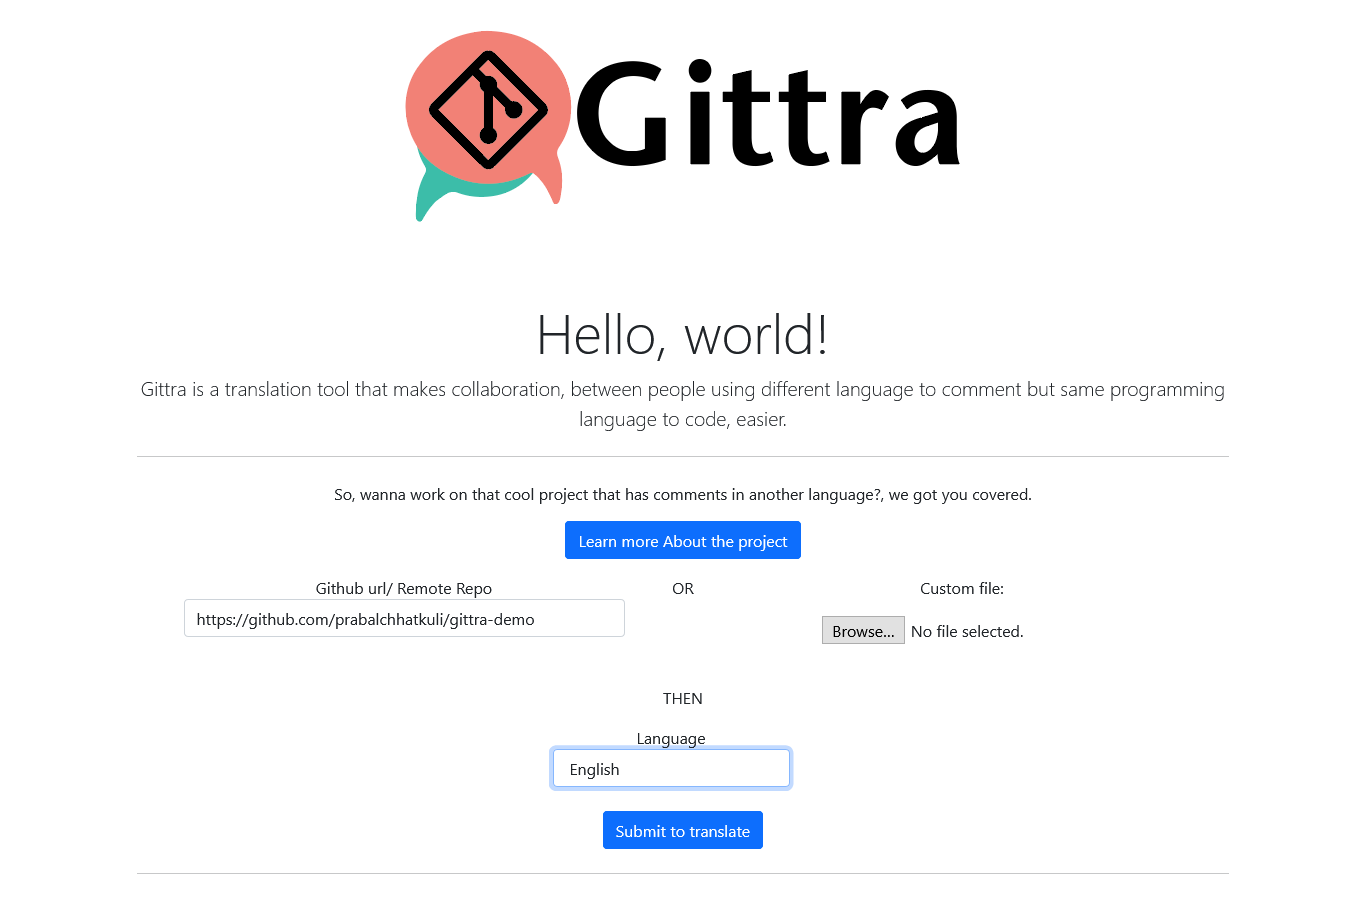 Gittra
Hello, world!
Gittra is a translation tool that makes collaboration, between people using different language to comment but same programming
language to code, easier.
So, wanna work on that cool project that has comments in another language?, we got you covered.
Learn more About the project
Github url/ Remote Repo
OR
Custom file:
https://github.com/prabalchhatkuli/gittra-demo
Browse... No file selected.
THEN
Language
English
Submit to translate